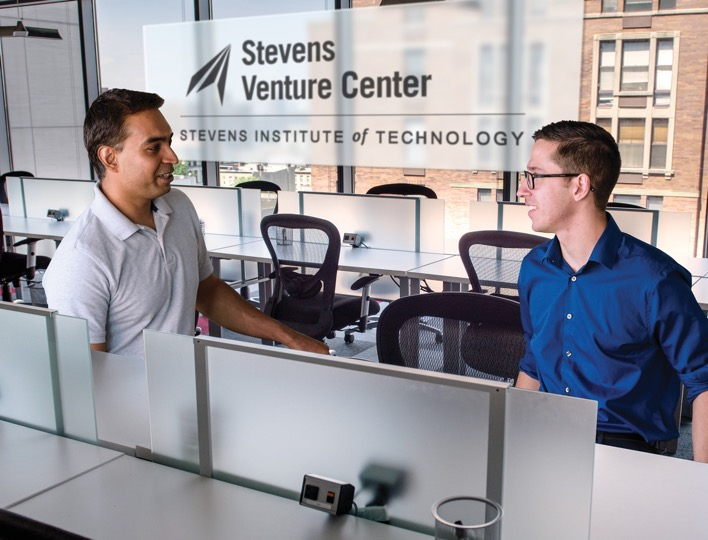 Stevens
Venture Center
STEVENS INSTITUTE of TECHNOLOGY